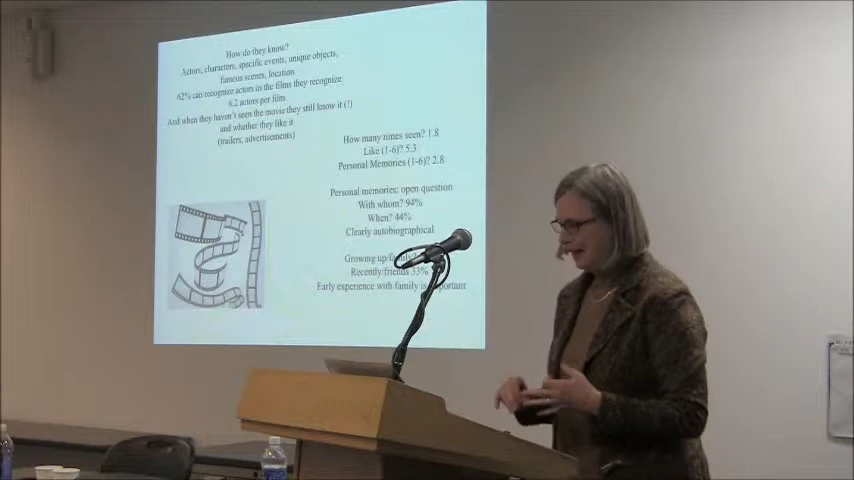 How do they know?
Actors, characters, specific events, unique objects,
famous scenes, location
62% can recognize actors in the films they recognize
6.2 actors per film
And when they haven't seen the movie they still know it (!)
and whether they like it
(trailers, advertisements)
How many times seen? 1.8
Like (1-6)? 5.3
Personal Memories (1-6)? 2.8
Personal memories: open question
With whom? 94%
When? 44%
Clearly autobiographical
Growing up/family?
Recently/friends 33%
Early experience with family is important